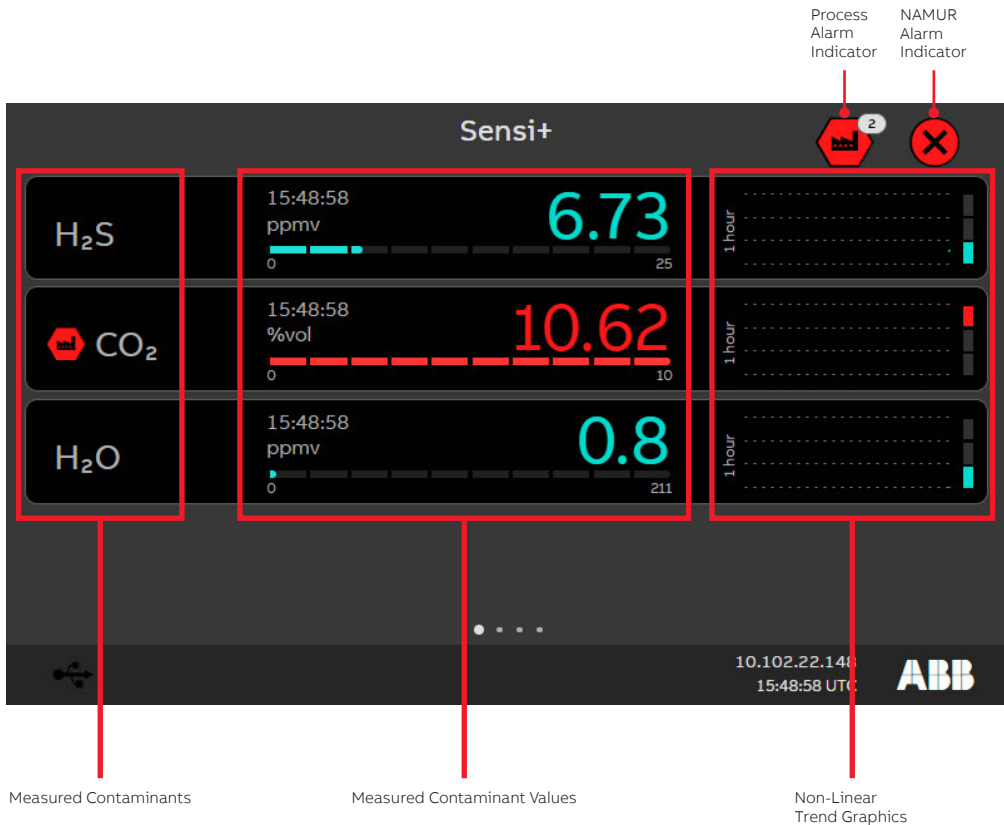 Process
Alarm
Indicator
NAMUR
Alarm
Indicator
Sensi+
2
H₂S
15:48:58
ppmv
6.73
0
25
1 hour
CO₂
15:48:58
%vol
10.62
0
10
1 hour
H₂O
15:48:58
ppmv
0.8
0
211
1 hour
10.102.22.148
15:48:58 UTC
ABB
Measured Contaminants
Measured Contaminant Values
Non-Linear
Trend Graphics